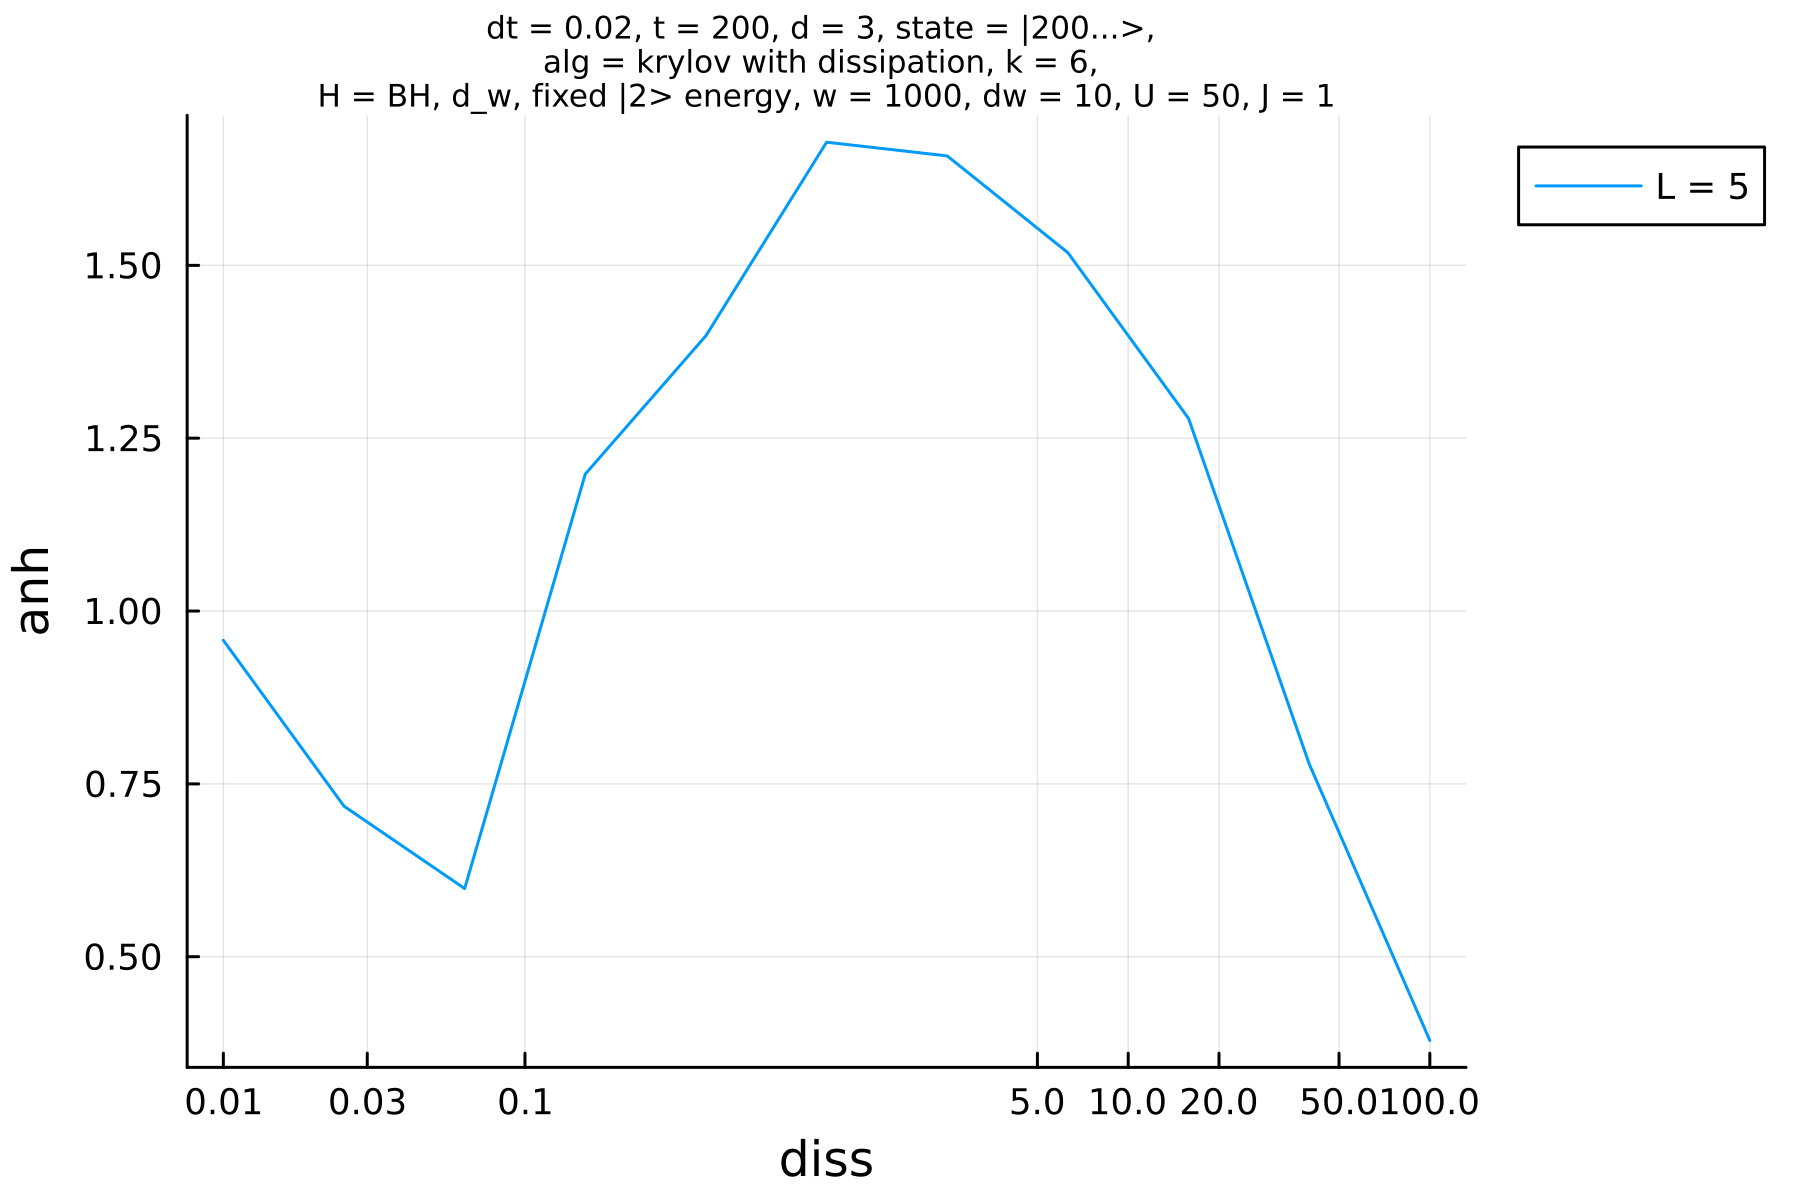 dt = 0.02, t = 200, d = 3, state = |200...>,
alg = krylov with dissipation, k = 6,
H = BH, d_w, fixed |2> energy, w = 1000, dw = 10, U = 50, J = 1
L = 5
1.50
1.25
1.00
0.75
0.50
anh
0.01 0.03 0.1 5.0 10.0 20.0 50.0 100.0
diss